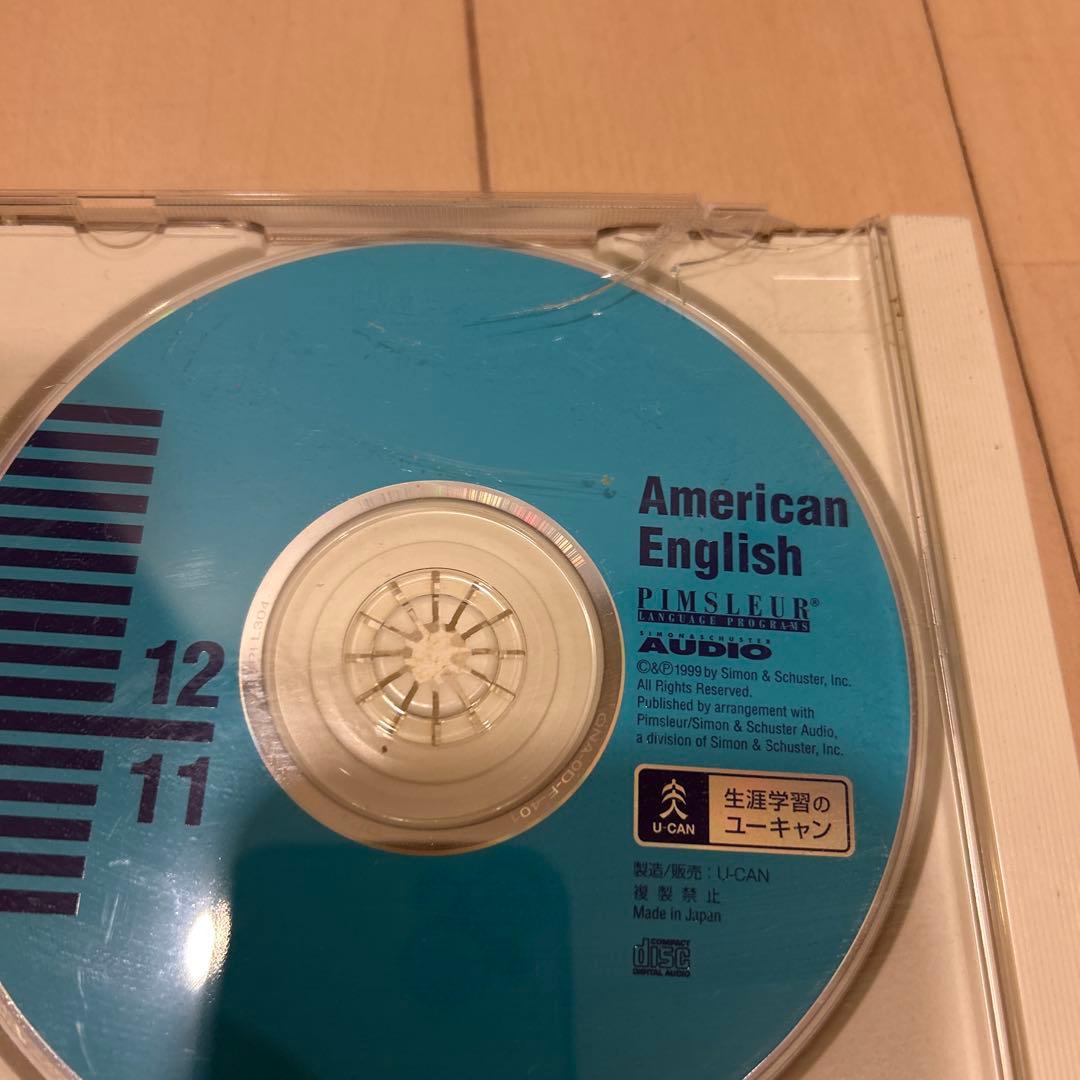 American
English
PIMSLEUR®
LANGUAGE PROGRAMS
SIMON & SCHUSTER
AUDIO
©&℗1999 by Simon & Schuster, Inc.
All Rights Reserved.
Published by arrangement with
Pimsleur/Simon & Schuster Audio,
a division of Simon & Schuster, Inc.
U-CAN
生涯学習の
ユーキャン
製造/販売：U-CAN
複製禁止
Made in Japan
COMPACT
disc
DIGITAL AUDIO
12
11
GNA-0D-F-401